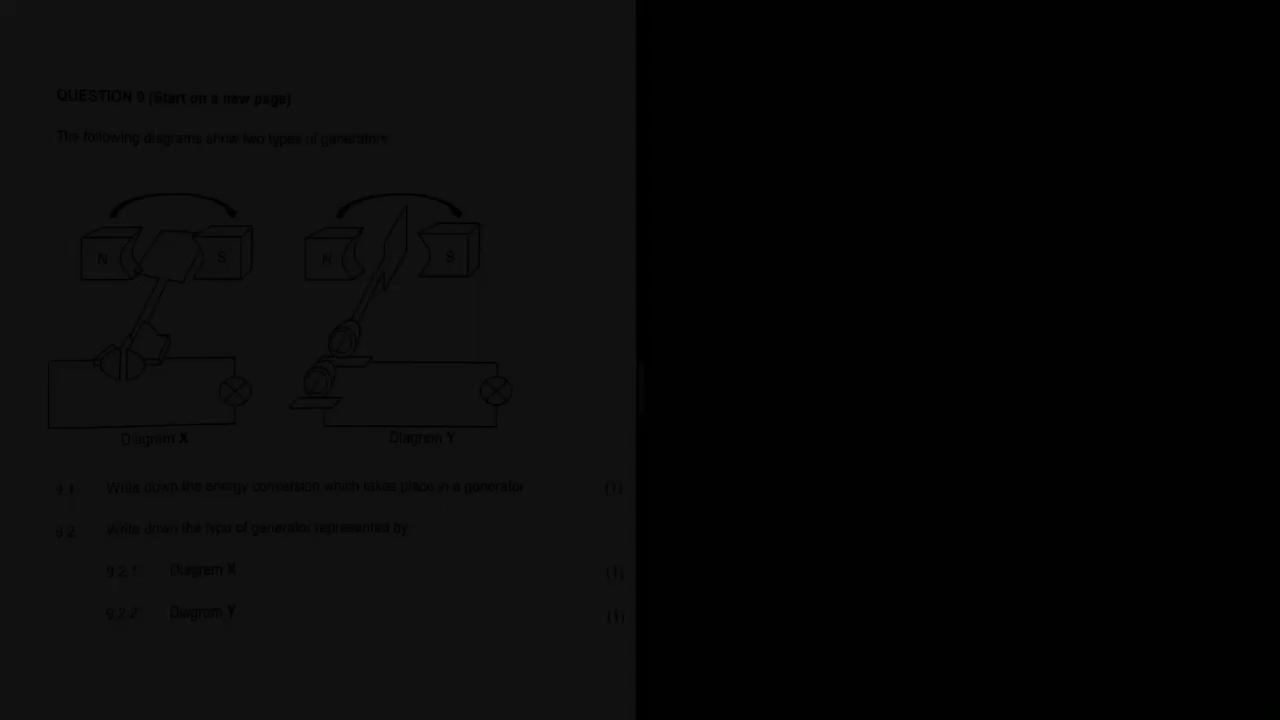 QUESTION 9 (Start on a new page)
The following diagrams show two types of generators.
N S N S
Diagram X Diagram Y
9.1 Write down the energy conversion which takes place in a generator. (1)
9.2 Write down the type of generator represented by:
9.2.1 Diagram X (1)
9.2.2 Diagram Y (1)